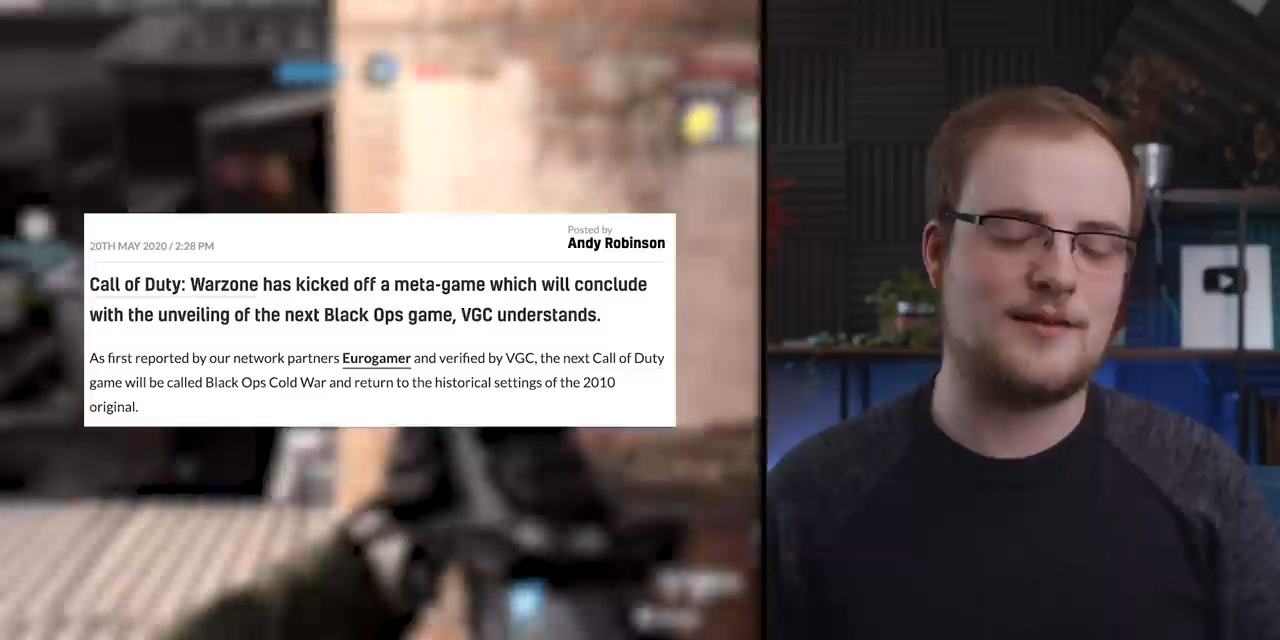 Posted by
20TH MAY 2020 / 2:28 PM
Andy Robinson
Call of Duty: Warzone has kicked off a meta-game which will conclude
with the unveiling of the next Black Ops game, VGC understands.
As first reported by our network partners Eurogamer and verified by VGC, the next Call of Duty
game will be called Black Ops Cold War and return to the historical settings of the 2010
original.